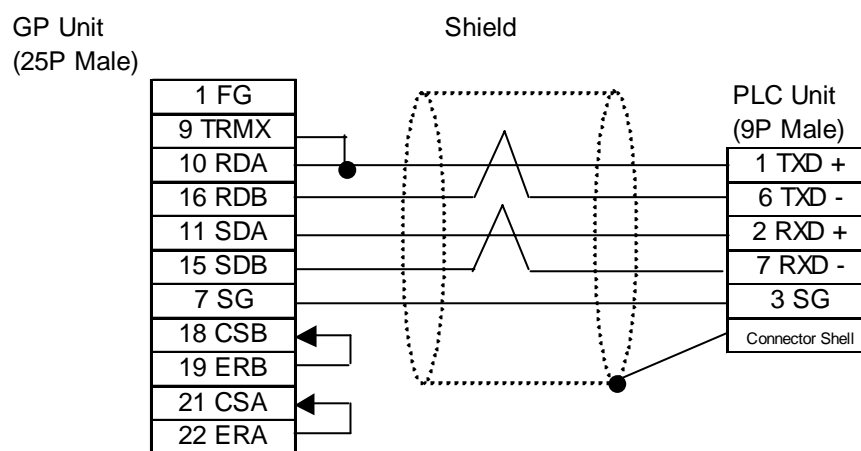 GP Unit
(25P Male)
Shield
PLC Unit
(9P Male)
1 FG
9 TRMX
10 RDA
16 RDB
11 SDA
15 SDB
7 SG
18 CSB
19 ERB
21 CSA
22 ERA
1 TXD +
6 TXD -
2 RXD +
7 RXD -
3 SG
Connector Shell